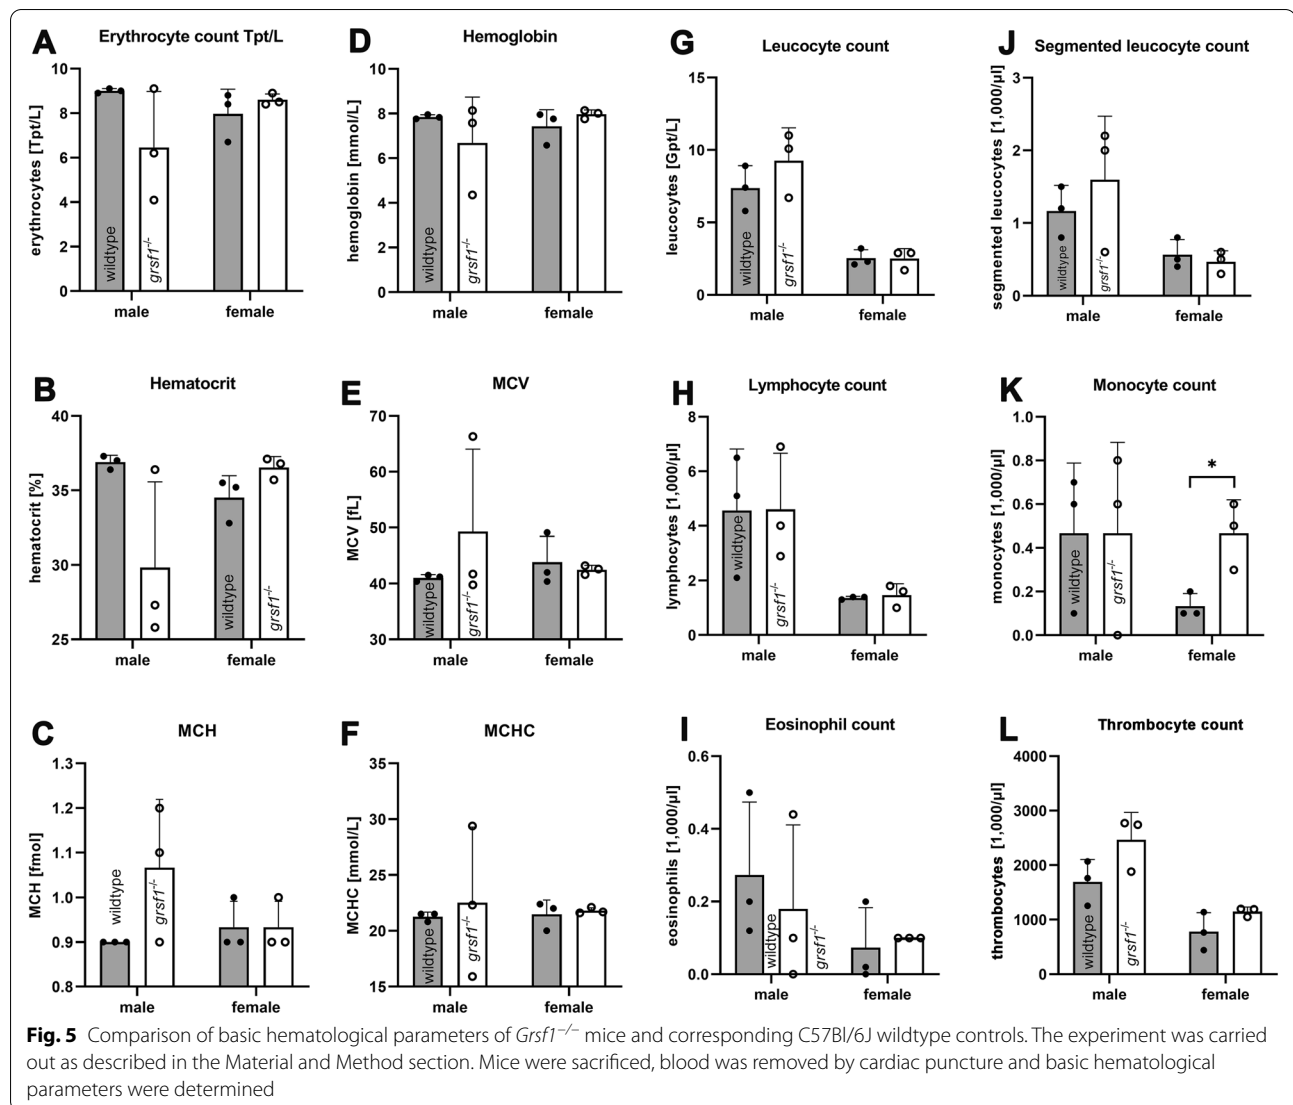 A Erythrocyte count Tpt/L
erythrocytes [Tpt/L]
10
8
6
4
2
0
wildtype
grsf1-/-
male female
D Hemoglobin
hemoglobin [mmol/L]
10
8
6
4
2
0
wildtype
grsf1-/-
male female
G Leucocyte count
leucocytes [Gpt/L]
15
10
5
0
wildtype
grsf1-/-
male female
J Segmented leucocyte count
segmented leucocytes [1,000/µl]
3
2
1
0
wildtype
grsf1-/-
male female
B Hematocrit
hematocrit [%]
40
35
30
25
wildtype
grsf1-/-
male female
E MCV
MCV [fL]
70
60
50
40
30
wildtype
grsf1-/-
male female
H Lymphocyte count
lymphocytes [1,000/µl]
8
6
4
2
0
wildtype
grsf1-/-
male female
K Monocyte count
monocytes [1,000/µl]
1.0
0.8
0.6
0.4
0.2
0.0
wildtype
grsf1-/-
*
male female
C MCH
MCH [fmol]
1.3
1.2
1.1
1.0
0.9
0.8
wildtype
grsf1-/-
male female
F MCHC
MCHC [mmol/L]
35
30
25
20
15
wildtype
grsf1-/-
male female
I Eosinophil count
eosinophils [1,000/µl]
0.6
0.4
0.2
0.0
wildtype
grsf1-/-
male female
L Thrombocyte count
thrombocytes [1,000/µl]
4000
3000
2000
1000
0
wildtype
grsf1-/-
male female
Fig. 5 Comparison of basic hematological parameters of Grsf1−/− mice and corresponding C57Bl/6J wildtype controls. The experiment was carried
out as described in the Material and Method section. Mice were sacrificed, blood was removed by cardiac puncture and basic hematological
parameters were determined